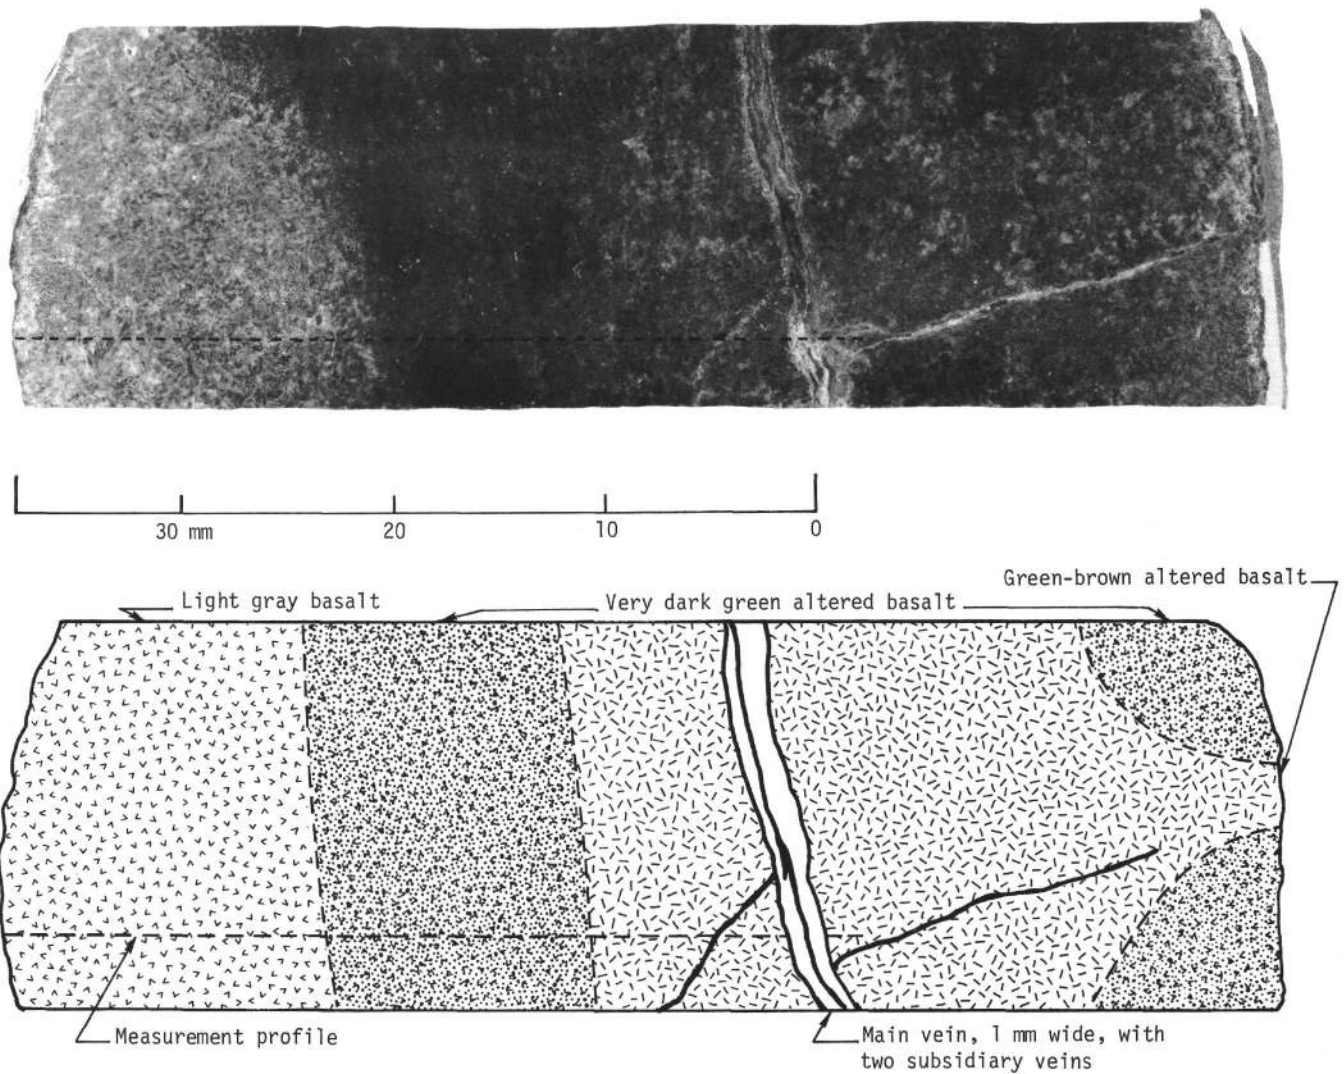 30 mm 20 10 0
Green-brown altered basalt
Light gray basalt
Very dark green altered basalt
Measurement profile
Main vein, 1 mm wide, with
two subsidiary veins